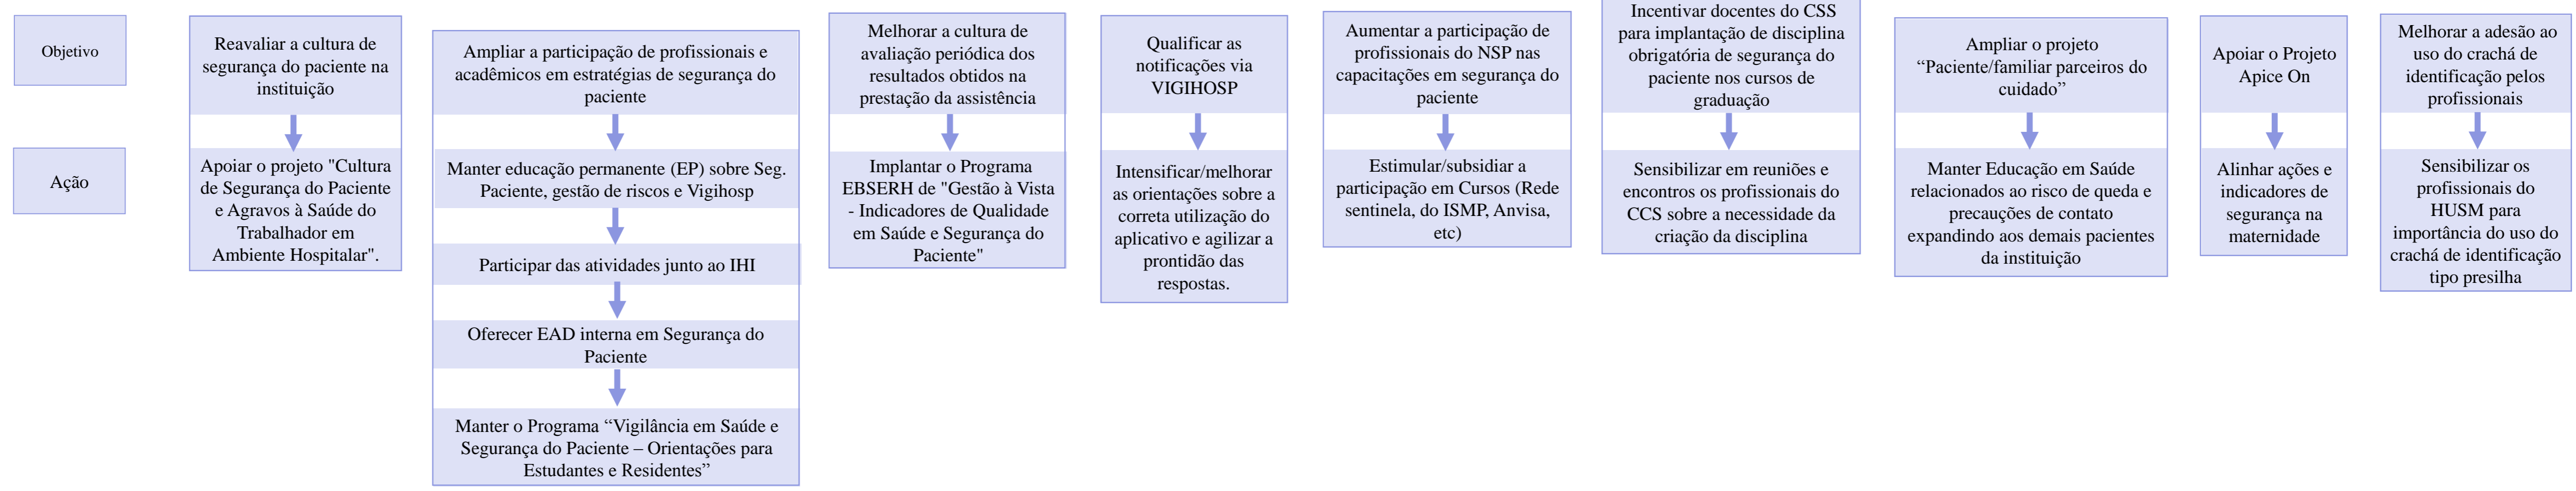 Objetivo
Ação
Reavaliar a cultura de
segurança do paciente na
instituição
Apoiar o projeto "Cultura
de Segurança do Paciente
e Agravos à Saúde do
Trabalhador em
Ambiente Hospitalar".
Ampliar a participação de profissionais e
acadêmicos em estratégias de segurança do
paciente
Manter educação permanente (EP) sobre Seg.
Paciente, gestão de riscos e Vigihosp
Participar das atividades junto ao IHI
Oferecer EAD interna em Segurança do
Paciente
Manter o Programa “Vigilância em Saúde e
Segurança do Paciente – Orientações para
Estudantes e Residentes”
Melhorar a cultura de
avaliação periódica dos
resultados obtidos na
prestação da assistência
Implantar o Programa
EBSERH de "Gestão à Vista
- Indicadores de Qualidade
em Saúde e Segurança do
Paciente"
Qualificar as
notificações via
VIGIHOSP
Intensificar/melhorar
as orientações sobre a
correta utilização do
aplicativo e agilizar a
prontidão das
respostas.
Aumentar a participação de
profissionais do NSP nas
capacitações em segurança do
paciente
Estimular/subsidiar a
participação em Cursos (Rede
sentinela, do ISMP, Anvisa,
etc)
Incentivar docentes do CSS
para implantação de disciplina
obrigatória de segurança do
paciente nos cursos de
graduação
Sensibilizar em reuniões e
encontros os profissionais do
CCS sobre a necessidade da
criação da disciplina
Ampliar o projeto
“Paciente/familiar parceiros do
cuidado”
Manter Educação em Saúde
relacionados ao risco de queda e
precauções de contato
expandindo aos demais pacientes
da instituição
Apoiar o Projeto
Apice On
Alinhar ações e
indicadores de
segurança na
maternidade
Melhorar a adesão ao
uso do crachá de
identificação pelos
profissionais
Sensibilizar os
profissionais do
HUSM para
importância do uso do
crachá de identificação
tipo presilha